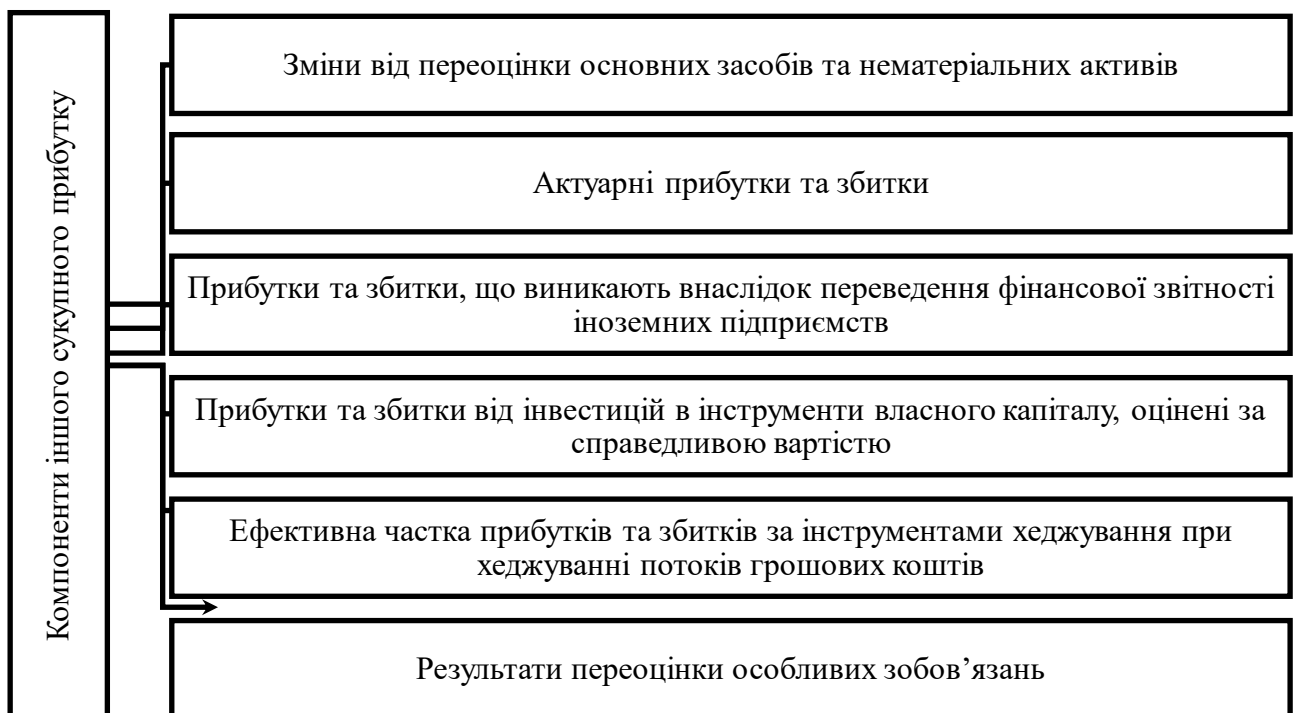 Компоненти іншого сукупного прибутку
Зміни від переоцінки основних засобів та нематеріальних активів
Актуарні прибутки та збитки
Прибутки та збитки, що виникають внаслідок переведення фінансової звітності
іноземних підприємств
Прибутки та збитки від інвестицій в інструменти власного капіталу, оцінені за
справедливою вартістю
Ефективна частка прибутків та збитків за інструментами хеджування при
хеджуванні потоків грошових коштів
Результати переоцінки особливих зобов’язань